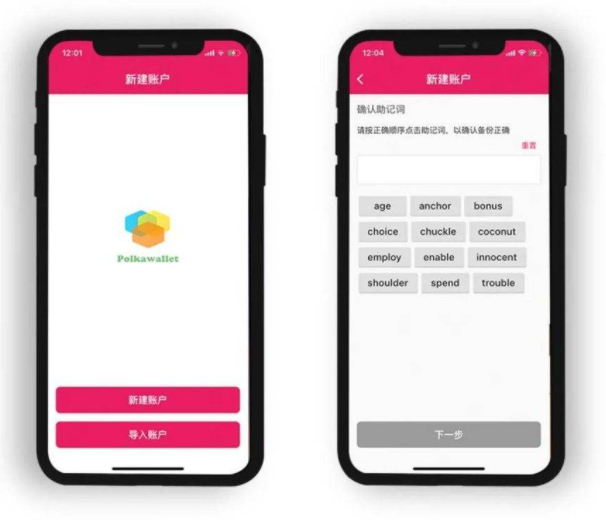 12:01
新建账户
Polkawallet
新建账户
导入账户
12:04
新建账户
确认助记词
请按正确顺序点击助记词，以确认备份正确
重置
age anchor bonus
choice chuckle coconut
employ enable innocent
shoulder spend trouble
下一步